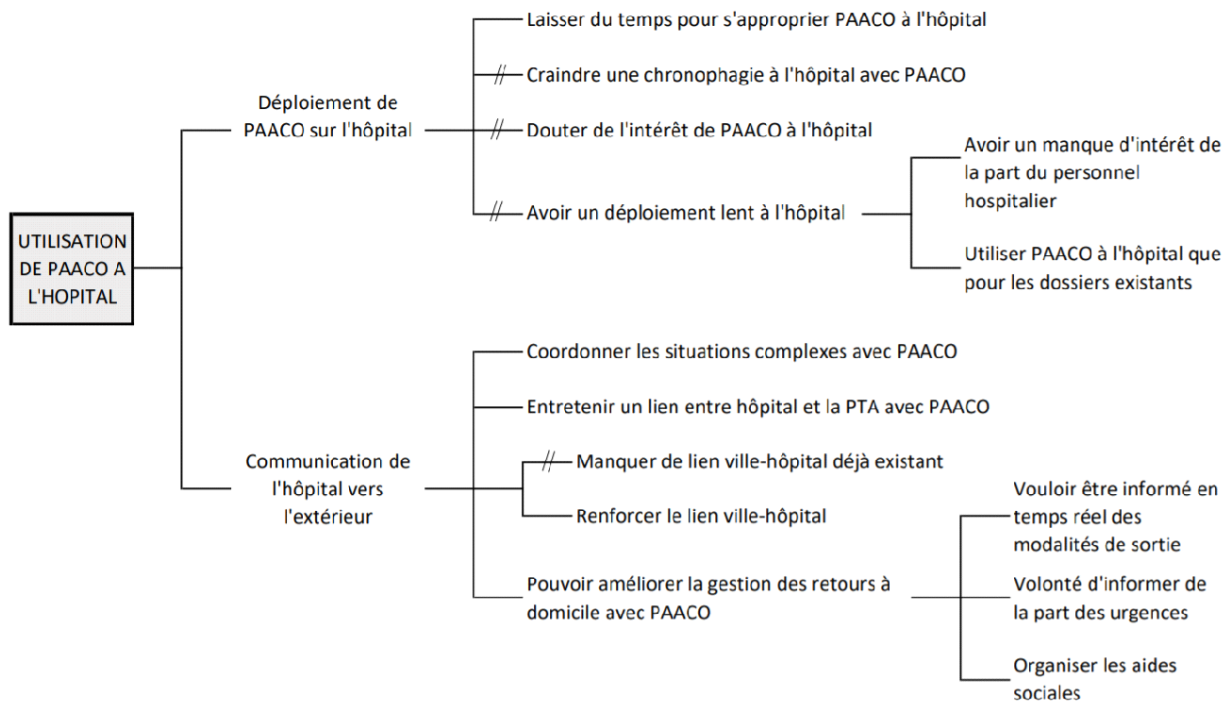 UTILISATION
DE PAACO A
L'HOPITAL
Déploiement de
PAACO sur l'hôpital
Laisser du temps pour s'approprier PAACO à l'hôpital
Craindre une chronophagie à l'hôpital avec PAACO
Douter de l'intérêt de PAACO à l'hôpital
Avoir un déploiement lent à l'hôpital
Avoir un manque d'intérêt de
la part du personnel
hospitalier
Utiliser PAACO à l'hôpital que
pour les dossiers existants
Communication de
l'hôpital vers
l'extérieur
Coordonner les situations complexes avec PAACO
Entretenir un lien entre hôpital et la PTA avec PAACO
Manquer de lien ville-hôpital déjà existant
Renforcer le lien ville-hôpital
Pouvoir améliorer la gestion des retours à
domicile avec PAACO
Vouloir être informé en
temps réel des
modalités de sortie
Volonté d'informer de
la part des urgences
Organiser les aides
sociales